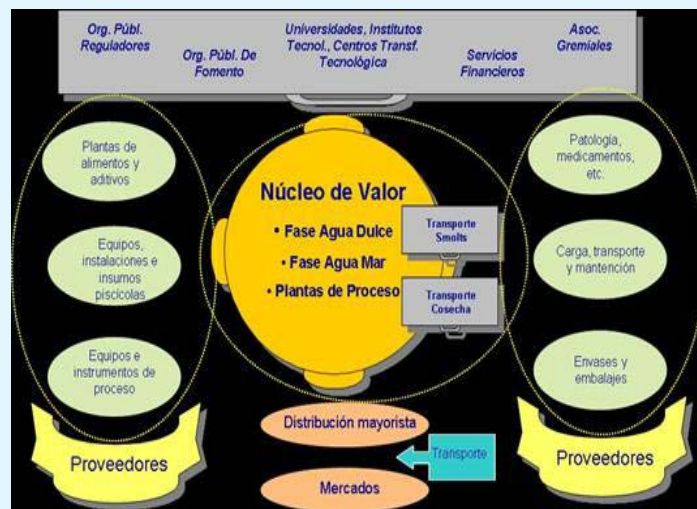 Org. Públ.
Reguladores
Org. Públ. De
Fomento
Universidades, Institutos
Tecnol., Centros Transf.
Tecnológica
Servicios
Financieros
Asoc.
Gremiales
Plantas de
alimentos y
aditivos
Equipos,
instalaciones e
insumos
piscícolas
Equipos e
instrumentos de
proceso
Proveedores
Núcleo de Valor
• Fase Agua Dulce
• Fase Agua Mar
• Plantas de Proceso
Transporte
Smolts
Transporte
Cosecha
Distribución mayorista
Transporte
Mercados
Patología,
medicamentos,
etc.
Carga, transporte
y mantención
Envases y
embalajes
Proveedores